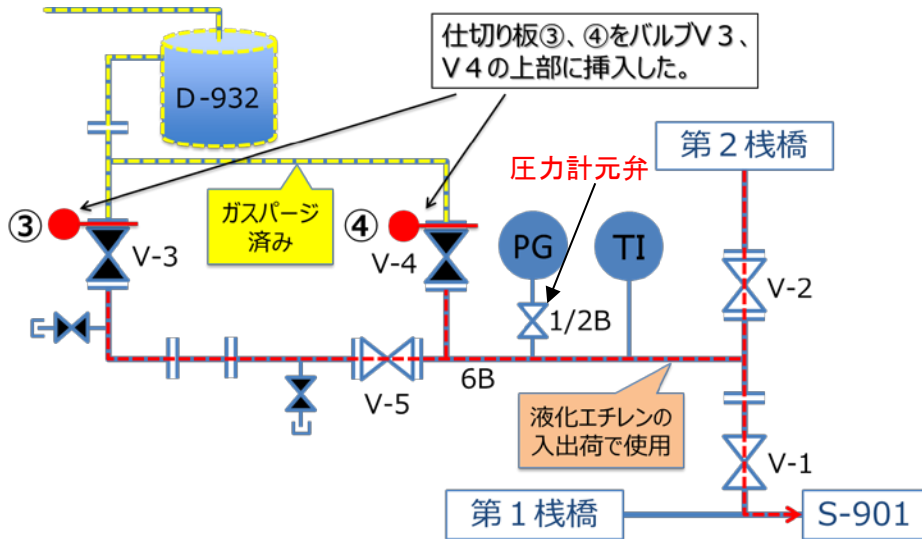 仕切り板③、④をバルブV3、
V4の上部に挿入した。
D-932
第2桟橋
圧力計元弁
③
ガスパージ
済み
④
PG
TI
V-3
V-4
V-2
1/2B
6B
V-5
液化エチレンの
入出荷で使用
V-1
第1桟橋
S-901